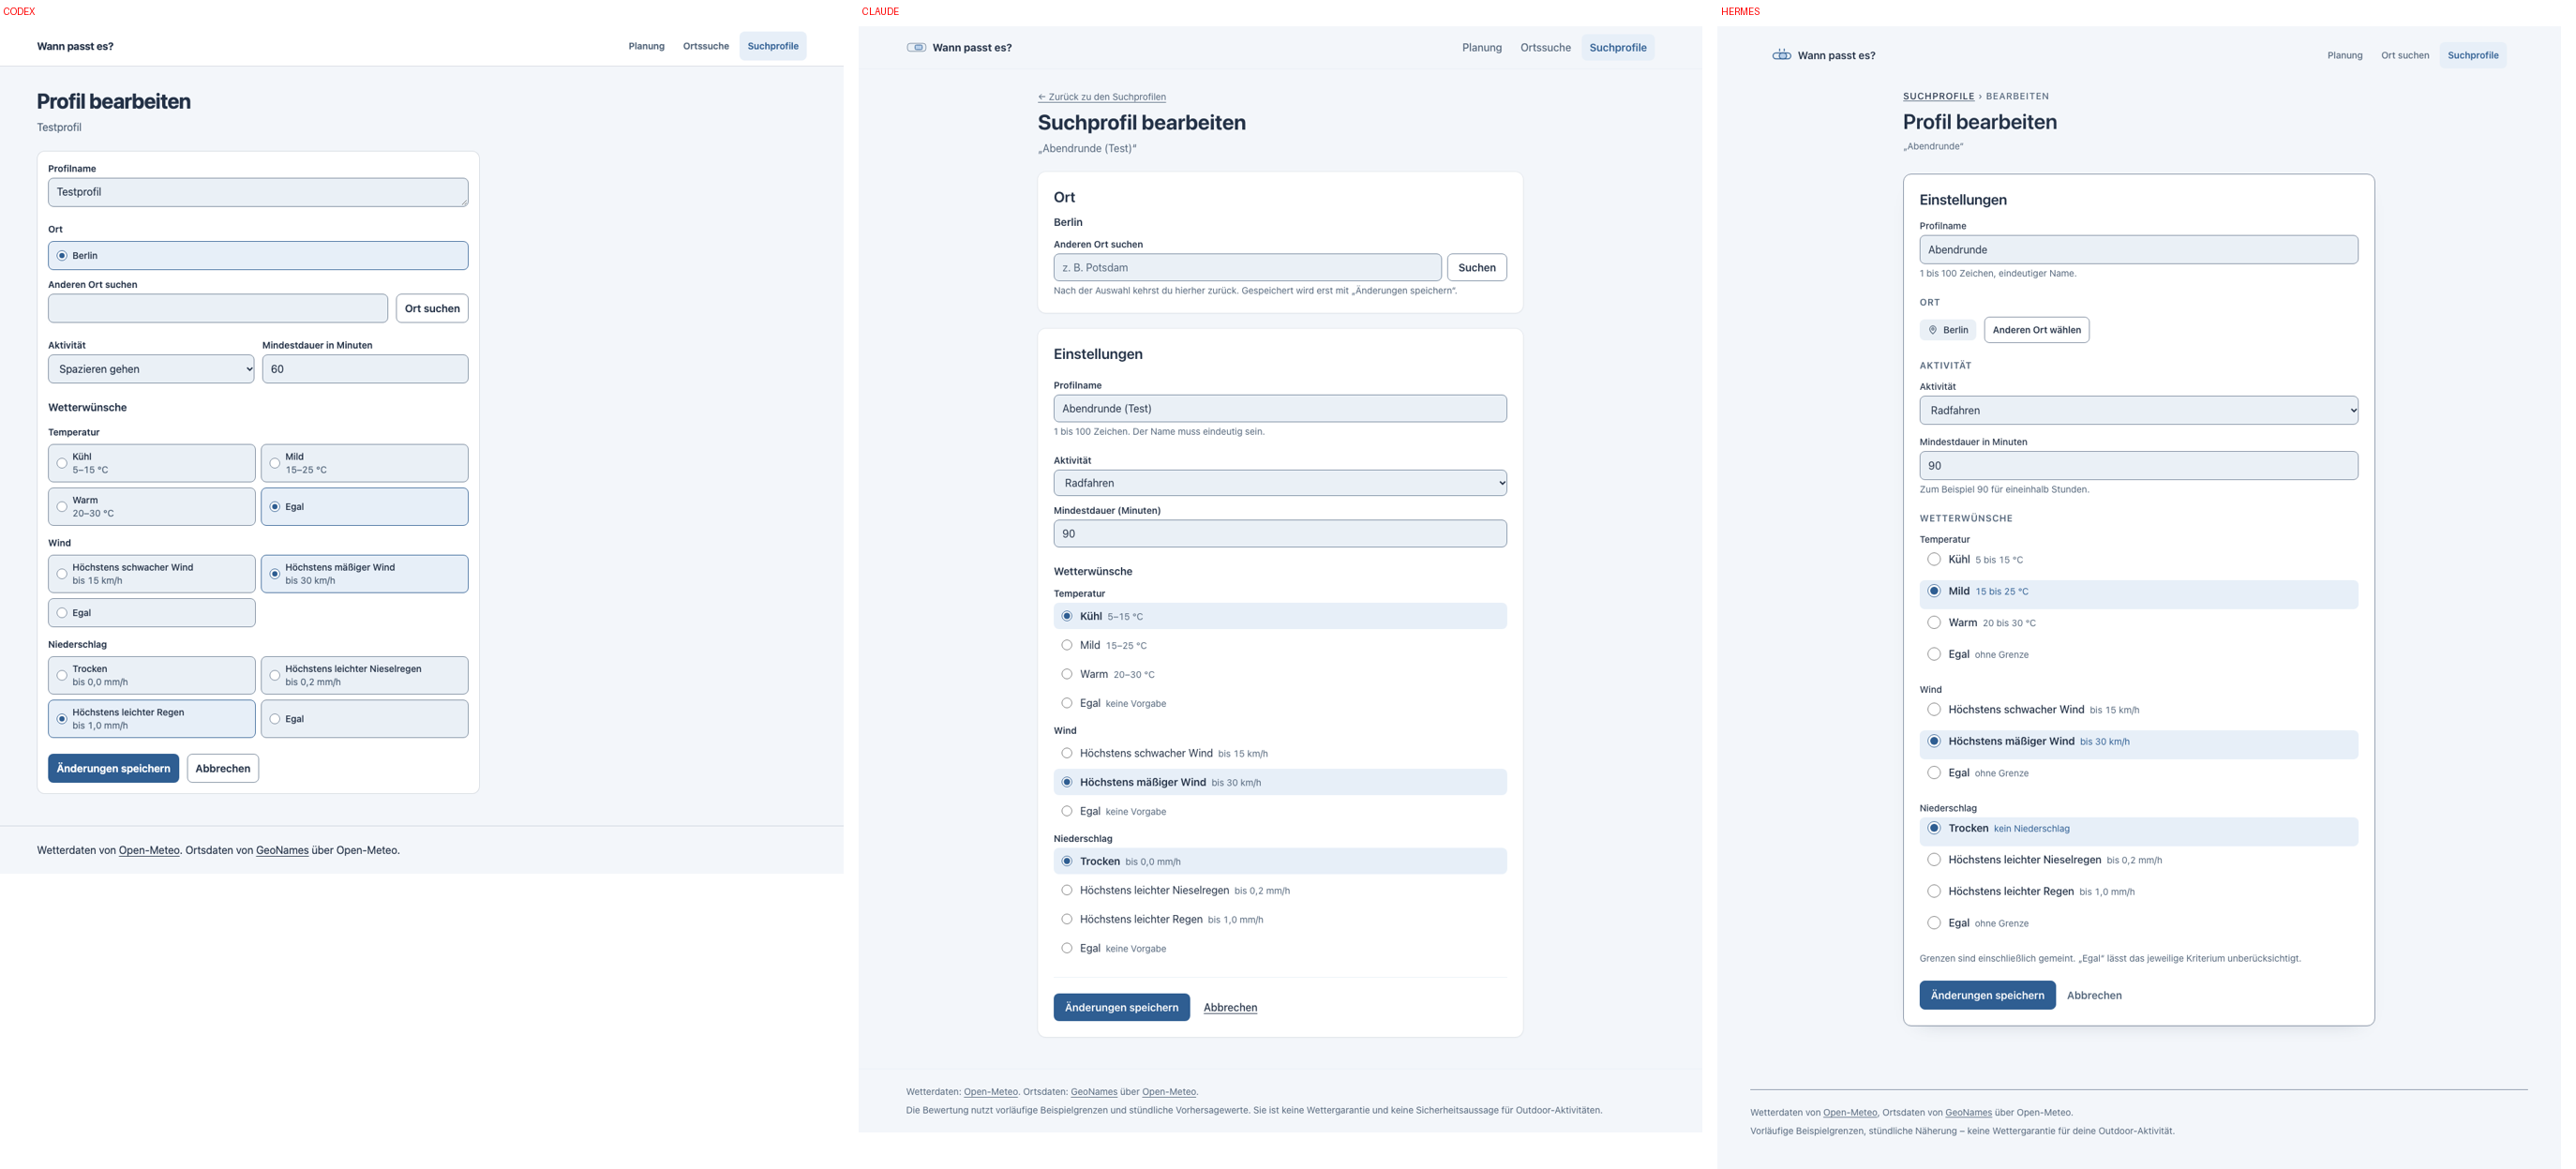 CODEX
Wann passt es?
Planung Ortssuche Suchprofile
Profil bearbeiten
Testprofil
Profilname
Testprofil
Ort
Berlin
Anderen Ort suchen
Ort suchen
Aktivität Mindestdauer in Minuten
Spazieren gehen 60
Wetterwünsche
Temperatur
Kühl
5–15 °C
Mild
15–25 °C
Warm
20–30 °C
Egal
Wind
Höchstens schwacher Wind
bis 15 km/h
Höchstens mäßiger Wind
bis 30 km/h
Egal
Niederschlag
Trocken
bis 0,0 mm/h
Höchstens leichter Nieselregen
bis 0,2 mm/h
Höchstens leichter Regen
bis 1,0 mm/h
Egal
Änderungen speichern Abbrechen
Wetterdaten von Open-Meteo. Ortsdaten von GeoNames über Open-Meteo.
CLAUDE
Wann passt es?
Planung Ortssuche Suchprofile
← Zurück zu den Suchprofilen
Suchprofil bearbeiten
„Abendrunde (Test)“
Ort
Berlin
Anderen Ort suchen
z. B. Potsdam Suchen
Nach der Auswahl kehrst du hierher zurück. Gespeichert wird erst mit „Änderungen speichern“.
Einstellungen
Profilname
Abendrunde (Test)
1 bis 100 Zeichen. Der Name muss eindeutig sein.
Aktivität
Radfahren
Mindestdauer (Minuten)
90
Wetterwünsche
Temperatur
Kühl 5–15 °C
Mild 15–25 °C
Warm 20–30 °C
Egal keine Vorgabe
Wind
Höchstens schwacher Wind bis 15 km/h
Höchstens mäßiger Wind bis 30 km/h
Egal keine Vorgabe
Niederschlag
Trocken bis 0,0 mm/h
Höchstens leichter Nieselregen bis 0,2 mm/h
Höchstens leichter Regen bis 1,0 mm/h
Egal keine Vorgabe
Änderungen speichern Abbrechen
Wetterdaten: Open-Meteo. Ortsdaten: GeoNames über Open-Meteo.
Die Bewertung nutzt vorläufige Beispielgrenzen und stündliche Vorhersagewerte. Sie ist keine Wettergarantie und keine Sicherheitsaussage für Outdoor-Aktivitäten.
HERMES
Wann passt es?
Planung Ort suchen Suchprofile
SUCHPROFILE › BEARBEITEN
Profil bearbeiten
„Abendrunde“
Einstellungen
Profilname
Abendrunde
1 bis 100 Zeichen, eindeutiger Name.
ORT
Berlin Anderen Ort wählen
AKTIVITÄT
Aktivität
Radfahren
Mindestdauer in Minuten
90
Zum Beispiel 90 für eineinhalb Stunden.
WETTERWÜNSCHE
Temperatur
Kühl 5 bis 15 °C
Mild 15 bis 25 °C
Warm 20 bis 30 °C
Egal ohne Grenze
Wind
Höchstens schwacher Wind bis 15 km/h
Höchstens mäßiger Wind bis 30 km/h
Egal ohne Grenze
Niederschlag
Trocken kein Niederschlag
Höchstens leichter Nieselregen bis 0,2 mm/h
Höchstens leichter Regen bis 1,0 mm/h
Egal ohne Grenze
Grenzen sind einschließlich gemeint. „Egal“ lässt das jeweilige Kriterium unberücksichtigt.
Änderungen speichern Abbrechen
Wetterdaten von Open-Meteo, Ortsdaten von GeoNames über Open-Meteo.
Vorläufige Beispielgrenzen, stündliche Näherung – keine Wettergarantie für deine Outdoor-Aktivität.